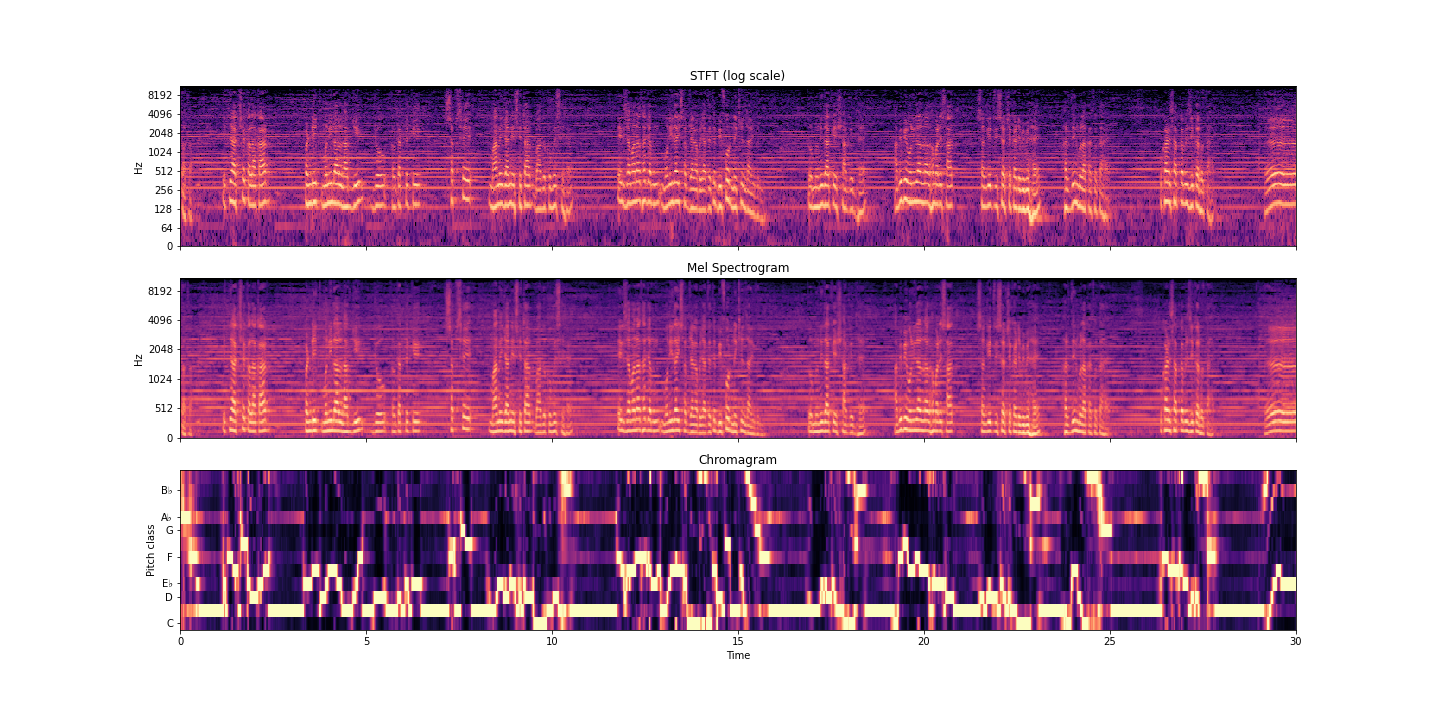 STFT (log scale)
Hz
8192
4096
2048
1024
512
256
128
64
0
Mel Spectrogram
Hz
8192
4096
2048
1024
512
0
Chromagram
Pitch class
B♭
A♭
G
F
E♭
D
C
0 5 10 15 20 25 30
Time